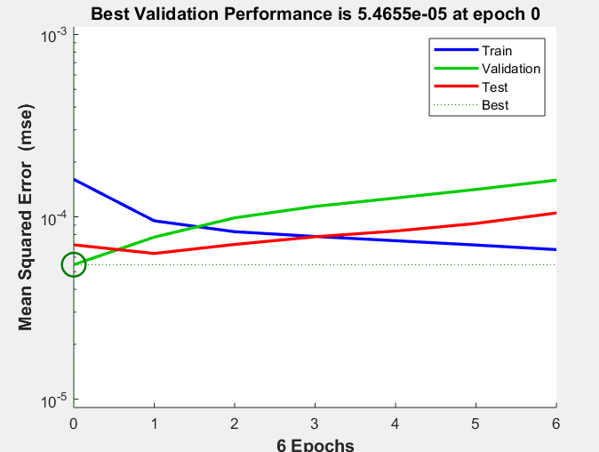 Best Validation Performance is 5.4655e-05 at epoch 0
Train
Validation
Test
Best
Mean Squared Error (mse)
10-3
10-4
10-5
0 1 2 3 4 5 6
6 Epochs